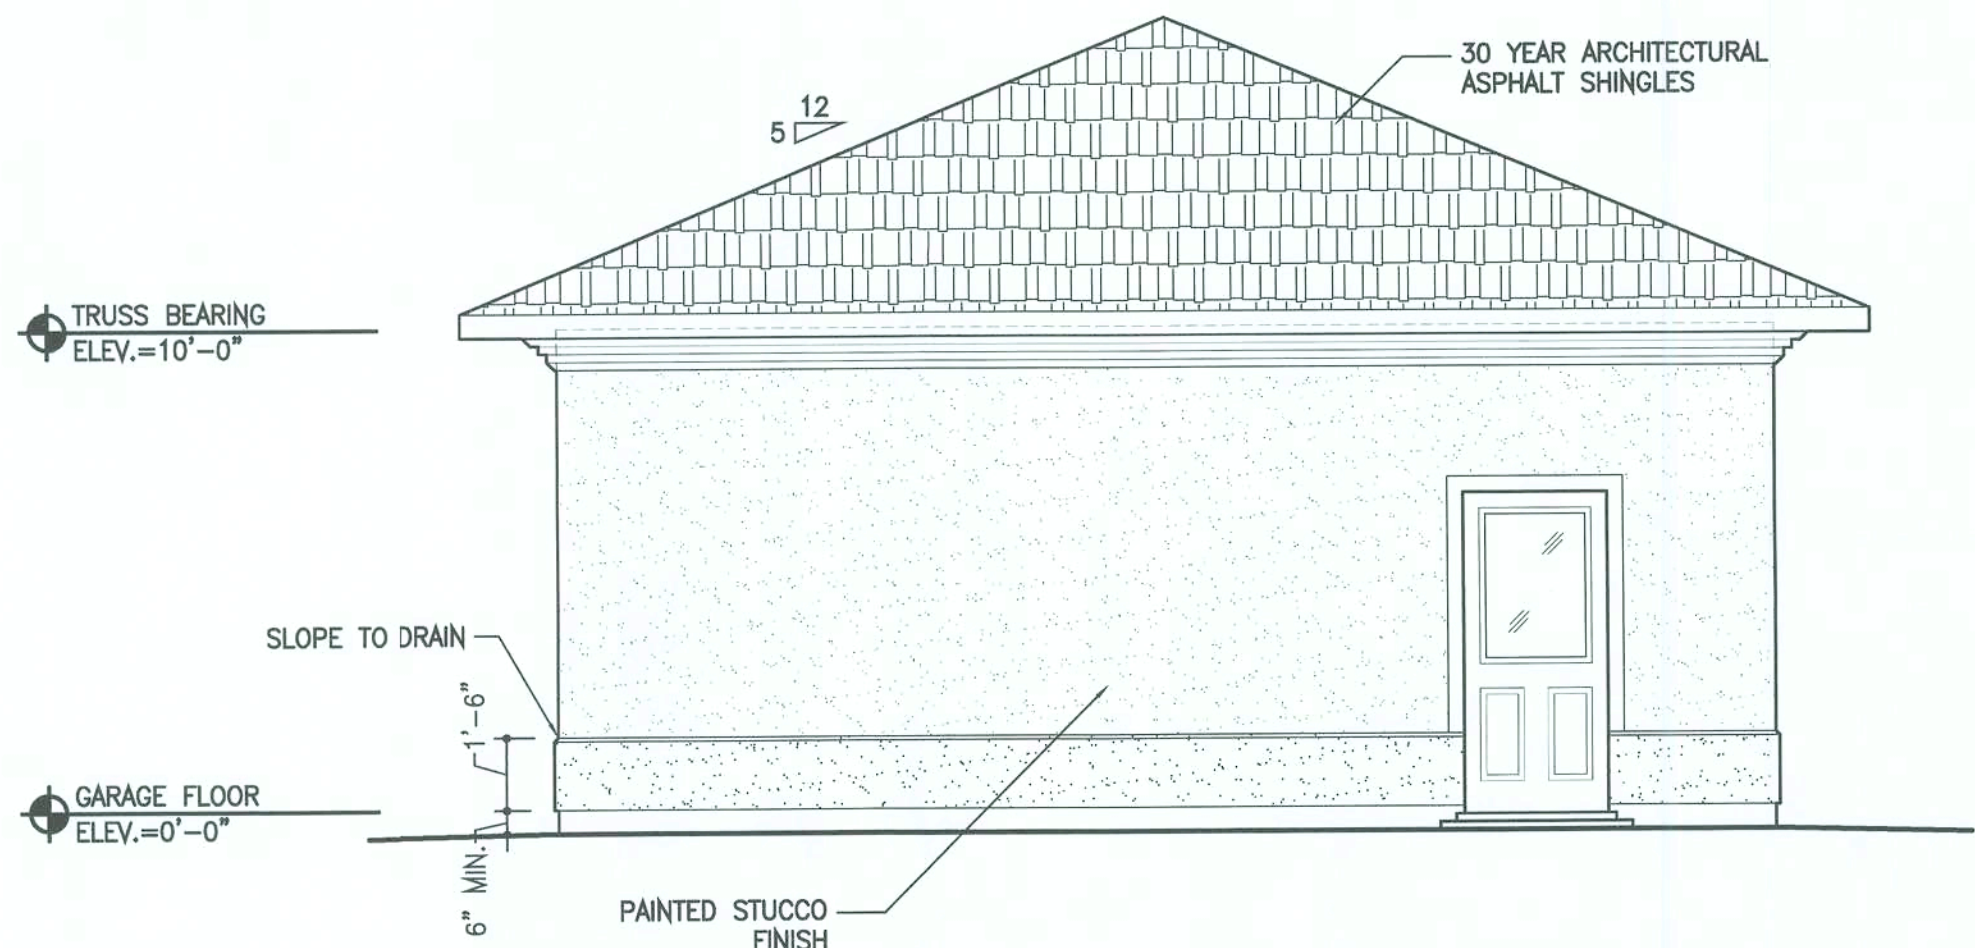 30 YEAR ARCHITECTURAL
ASPHALT SHINGLES
12
5
TRUSS BEARING
ELEV.=10'-0"
SLOPE TO DRAIN
1'-6"
GARAGE FLOOR
ELEV.=0'-0"
6" MIN.
PAINTED STUCCO
FINISH